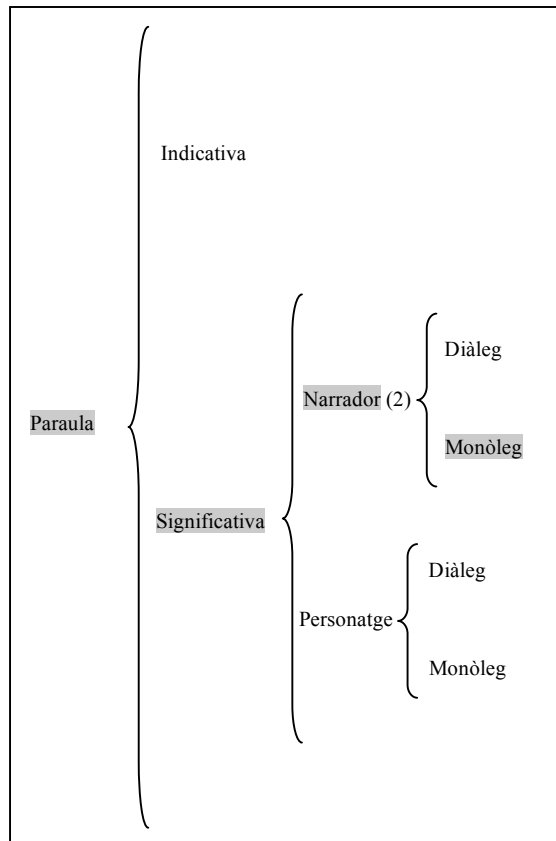 Indicativa
Diàleg
Narrador (2)
Paraula
Monòleg
Significativa
Diàleg
Personatge
Monòleg